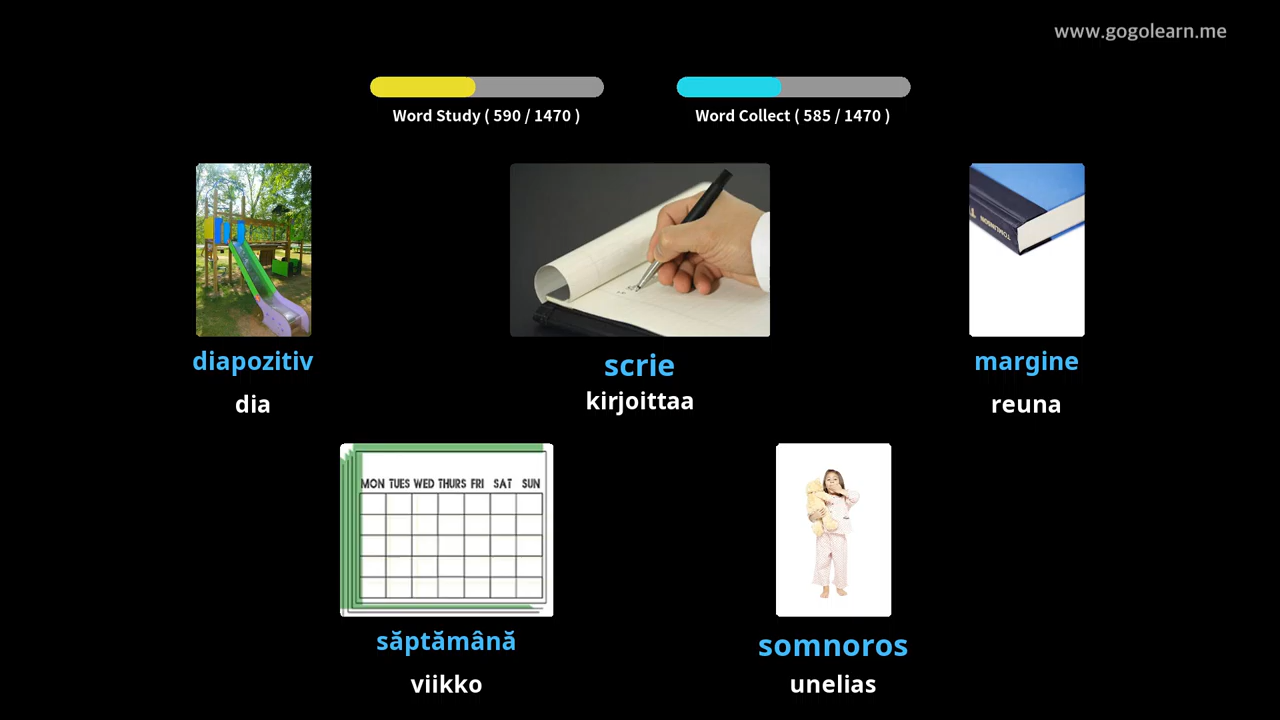 www.gogolearn.me
Word Study ( 590 / 1470 )
Word Collect ( 585 / 1470 )
TOMLINSON
diapozitiv
dia
scrie
kirjoittaa
margine
reuna
MON TUES WED THURS FRI SAT SUN
săptămână
viikko
somnoros
unelias